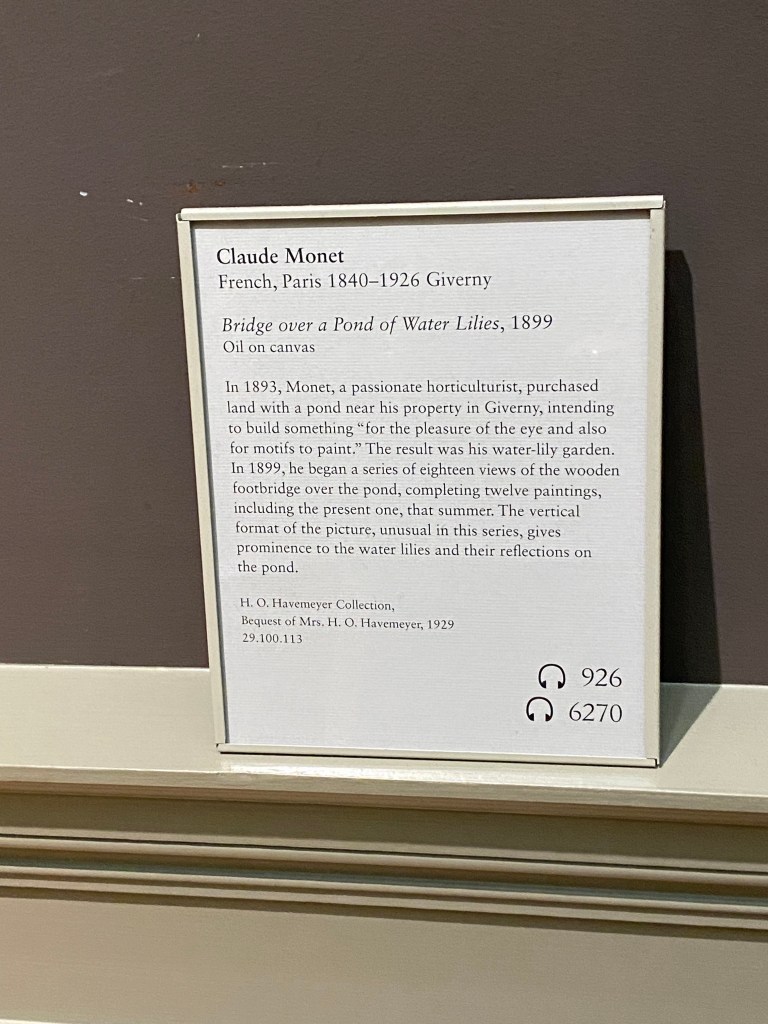 Claude Monet
French, Paris 1840–1926 Giverny
Bridge over a Pond of Water Lilies, 1899
Oil on canvas
In 1893, Monet, a passionate horticulturist, purchased
land with a pond near his property in Giverny, intending
to build something “for the pleasure of the eye and also
for motifs to paint.” The result was his water-lily garden.
In 1899, he began a series of eighteen views of the wooden
footbridge over the pond, completing twelve paintings,
including the present one, that summer. The vertical
format of the picture, unusual in this series, gives
prominence to the water lilies and their reflections on
the pond.
H. O. Havemeyer Collection,
Bequest of Mrs. H. O. Havemeyer, 1929
29.100.113
926
6270